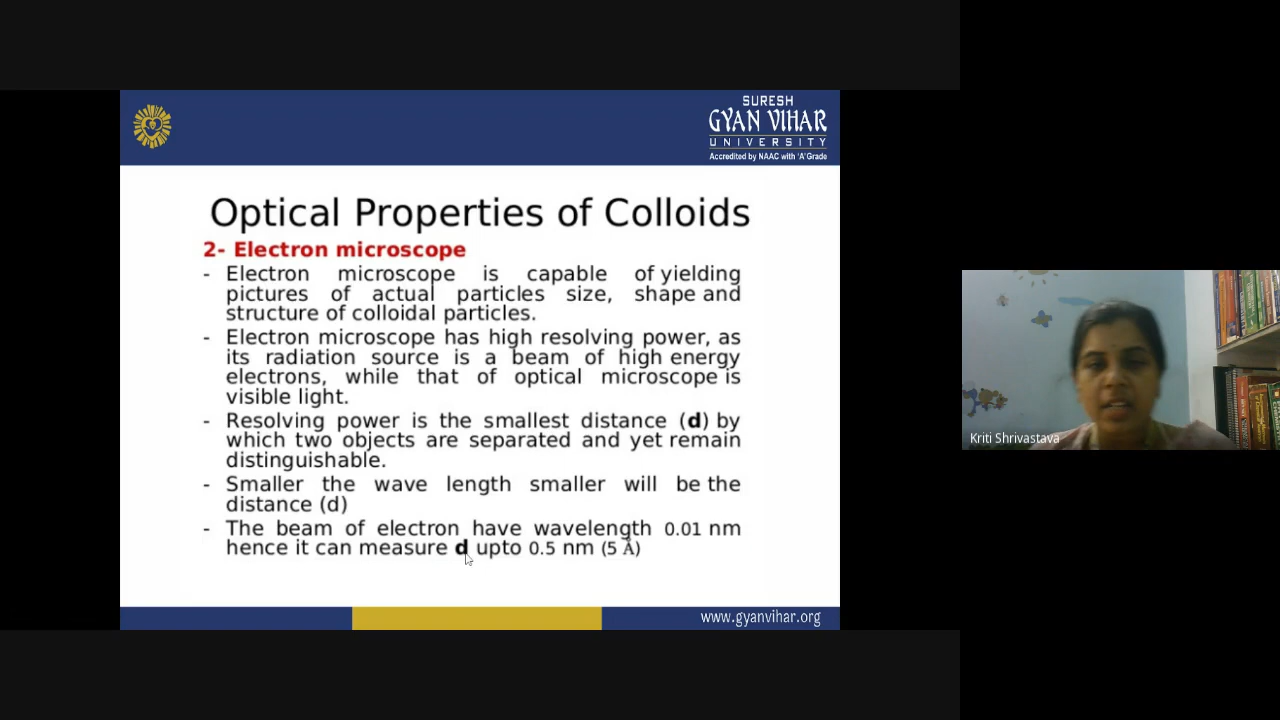 SURESH
GYAN VIHAR
UNIVERSITY
Accredited by NAAC with 'A' Grade
Optical Properties of Colloids
2- Electron microscope
- Electron microscope is capable of yielding
pictures of actual particles size, shape and
structure of colloidal particles.
- Electron microscope has high resolving power, as
its radiation source is a beam of high energy
electrons, while that of optical microscope is
visible light.
- Resolving power is the smallest distance (d) by
which two objects are separated and yet remain
distinguishable.
- Smaller the wave length smaller will be the
distance (d)
- The beam of electron have wavelength 0.01 nm
hence it can measure d upto 0.5 nm (5 Å)
www.gyanvihar.org
Kriti Shrivastava